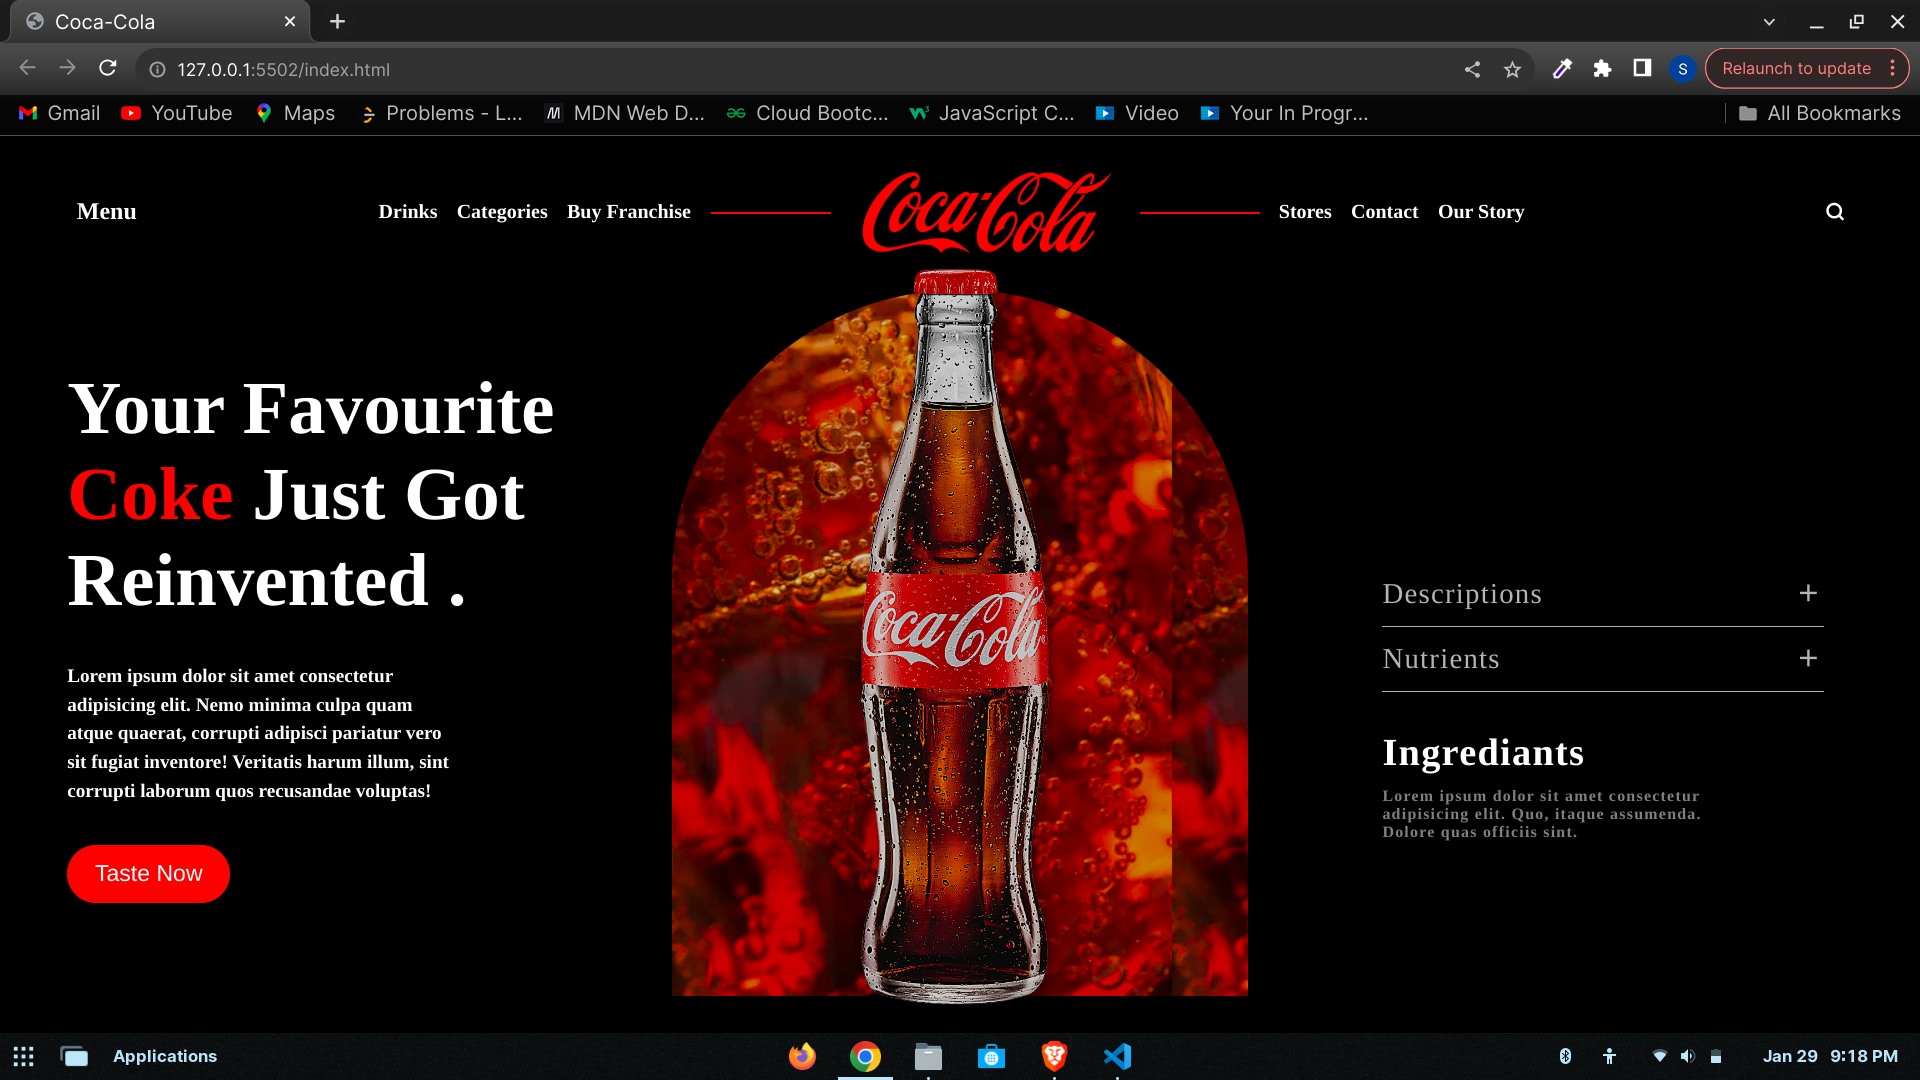 Coca-Cola
127.0.0.1:5502/index.html
S
Relaunch to update
Gmail
YouTube
Maps
Problems - L...
MDN Web D...
Cloud Bootc...
JavaScript C...
Video
Your In Progr...
All Bookmarks
Menu
Drinks
Categories
Buy Franchise
Coca-Cola
Stores
Contact
Our Story
Your Favourite
Coke Just Got
Reinvented .
Lorem ipsum dolor sit amet consectetur
adipisicing elit. Nemo minima culpa quam
atque quaerat, corrupti adipisci pariatur vero
sit fugiat inventore! Veritatis harum illum, sint
corrupti laborum quos recusandae voluptas!
Taste Now
Coca-Cola
Descriptions
Nutrients
Ingrediants
Lorem ipsum dolor sit amet consectetur
adipisicing elit. Quo, itaque assumenda.
Dolore quas officiis sint.
Applications
Jan 29 9:18 PM